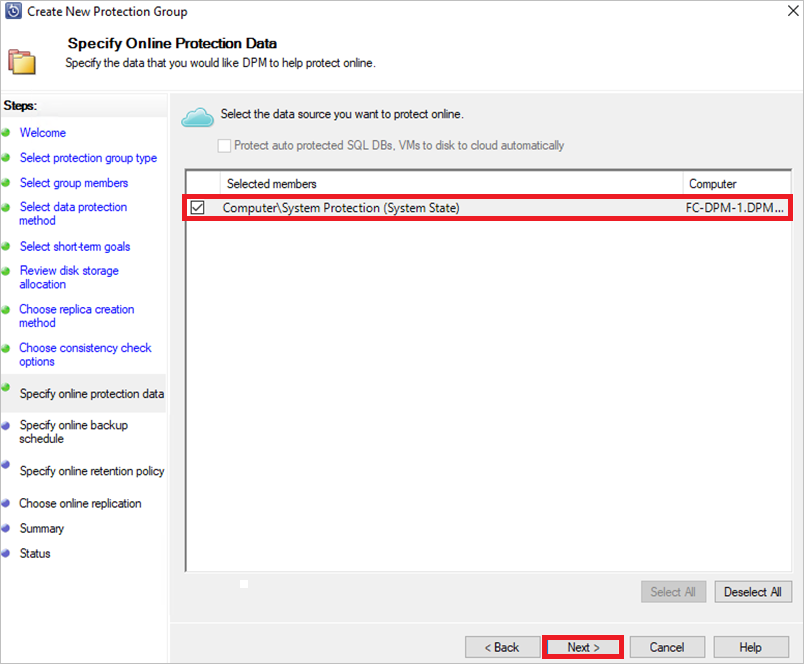 Create New Protection Group
Specify Online Protection Data
Specify the data that you would like DPM to help protect online.
Steps:
Welcome
Select protection group type
Select group members
Select data protection
method
Select short-term goals
Review disk storage
allocation
Choose replica creation
method
Choose consistency check
options
Specify online protection data
Specify online backup
schedule
Specify online retention policy
Choose online replication
Summary
Status
Select the data source you want to protect online.
Protect auto protected SQL DBs, VMs to disk to cloud automatically
Selected members Computer
Computer\System Protection (System State) FC-DPM-1.DPM...
Select All Deselect All
< Back Next > Cancel Help